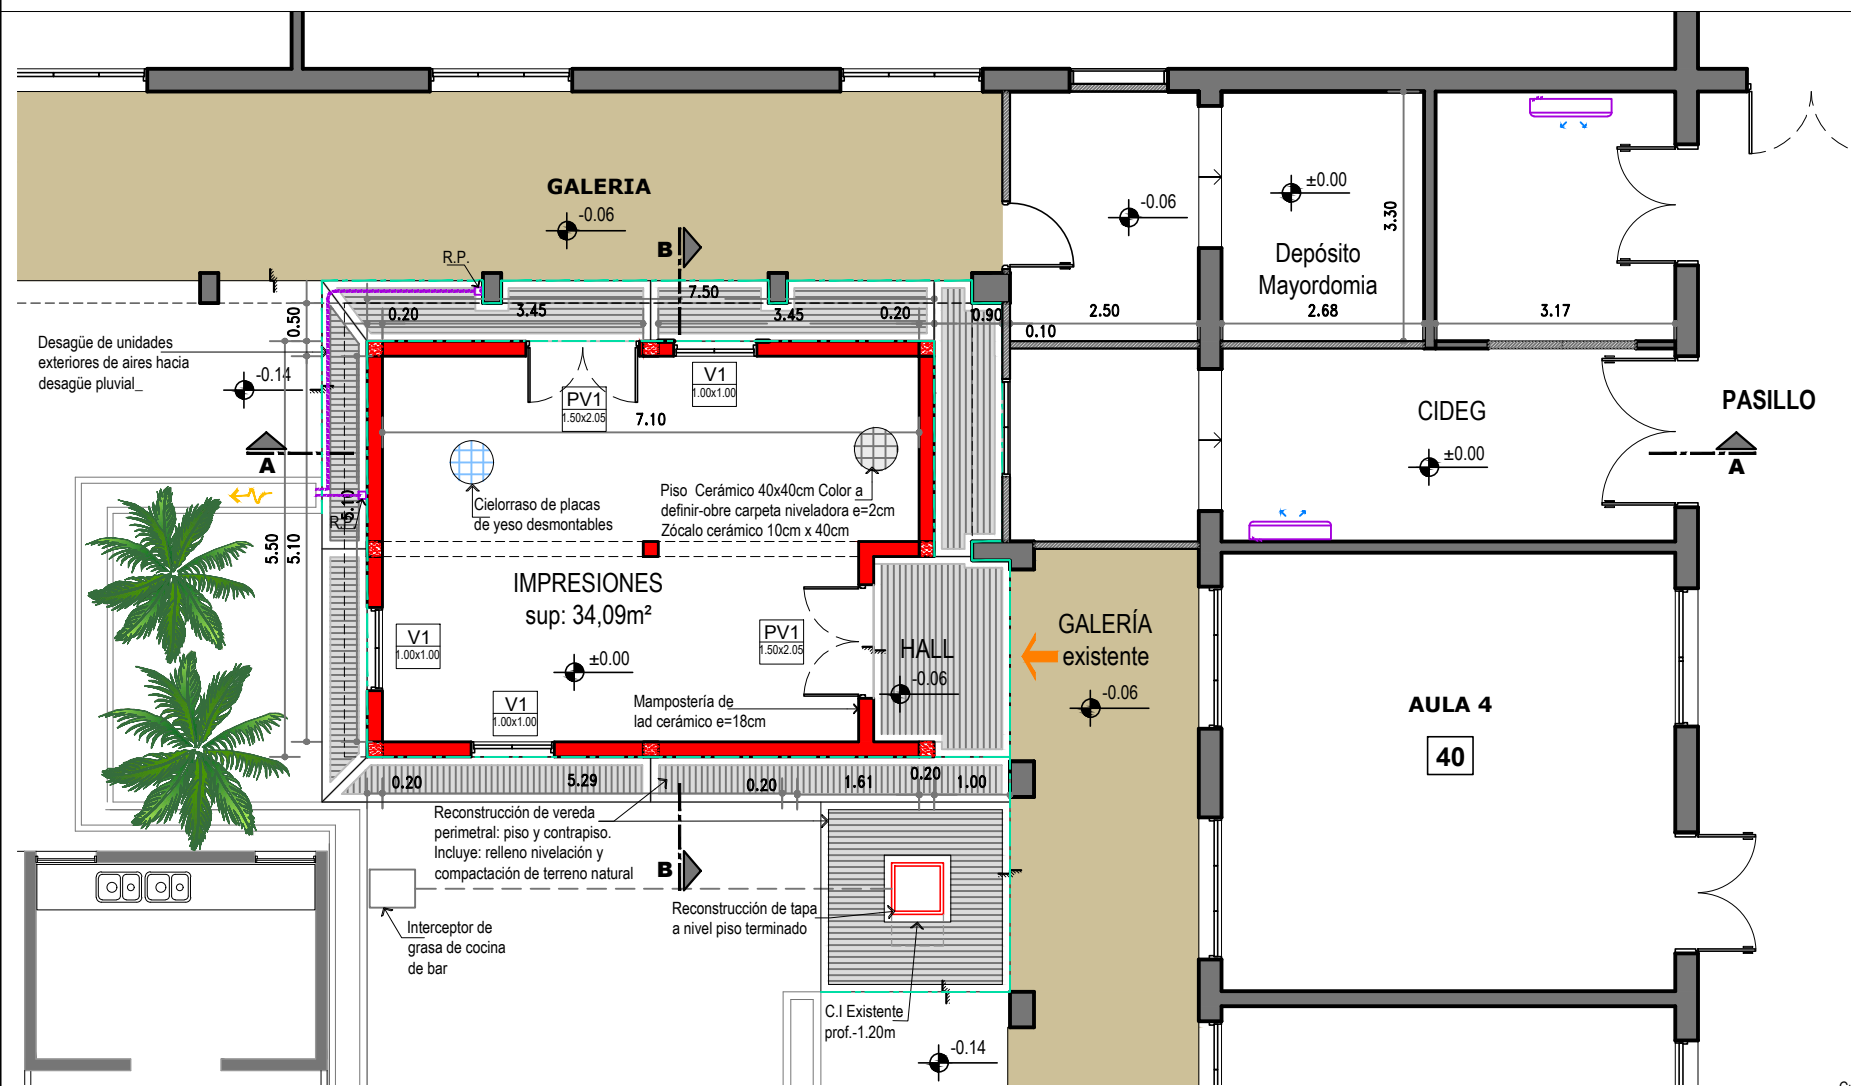 GALERIA
-0.06
B
R.P.
7.50
0.20
3.45
3.45
0.20
0.90
0.50
Desagüe de unidades
exteriores de aires hacia
desagüe pluvial_
-0.14
A
-0.06
±0.00
Depósito
Mayordomia
3.30
2.50
2.68
3.17
0.10
V1
1.00x1.00
PV1
1.50x2.05
7.10
CIDEG
±0.00
PASILLO
A
Cielorraso de placas
de yeso desmontables
Piso Cerámico 40x40cm Color a
definir-obre carpeta niveladora e=2cm
Zócalo cerámico 10cm x 40cm
R.P.
5.50
5.10
IMPRESIONES
sup: 34,09m²
±0.00
V1
1.00x1.00
V1
1.00x1.00
PV1
1.50x2.05
HALL
-0.06
Mampostería de
lad cerámico e=18cm
GALERÍA
existente
-0.06
AULA 4
40
0.20
5.29
0.20
1.61
0.20
1.00
Reconstrucción de vereda
perimetral: piso y contrapiso.
Incluye: relleno nivelación y
compactación de terreno natural
B
Interceptor de
grasa de cocina
de bar
Reconstrucción de tapa
a nivel piso terminado
C.I Existente
prof.-1.20m
-0.14